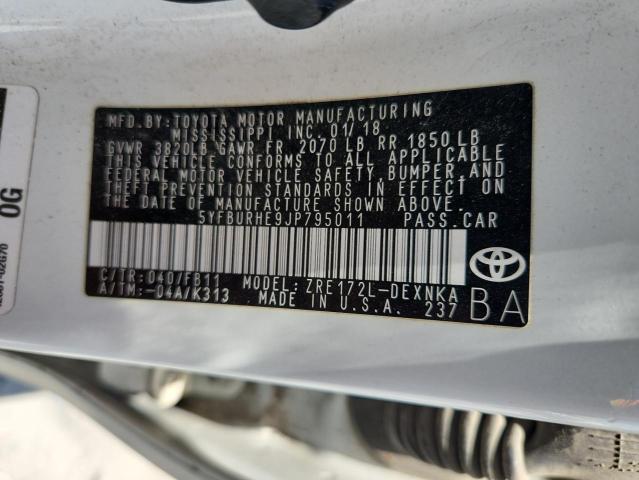 MFD. BY: TOYOTA MOTOR MANUFACTURING
MISSISSIPPI INC. 01/18
GVWR 3820LB GAWR FR 2070 LB RR 1850 LB
THIS VEHICLE CONFORMS TO ALL APPLICABLE
FEDERAL MOTOR VEHICLE SAFETY, BUMPER, AND
THEFT PREVENTION STANDARDS IN EFFECT ON
THE DATE OF MANUFACTURE SHOWN ABOVE.
5YFBURHE9JP795011 PASS.CAR
C/TR: 040/FB11 MODEL: ZRE172L-DEXNKA
A/TM: -04A/K313 MADE IN U.S.A. 237
BA
OG